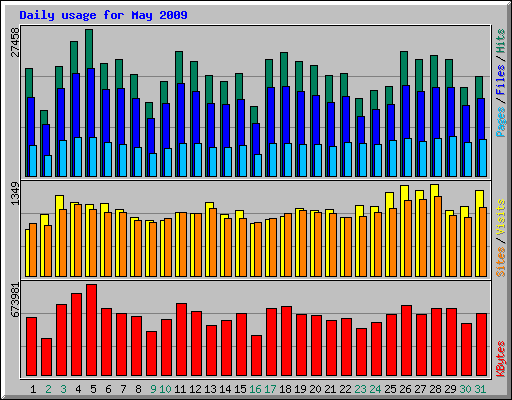 Daily usage for May 2009
27458
Pages / Files / Hits
1349
Sites / Visits
673981
KBytes
1 2 3 4 5 6 7 8 9 10 11 12 13 14 15 16 17 18 19 20 21 22 23 24 25 26 27 28 29 30 31